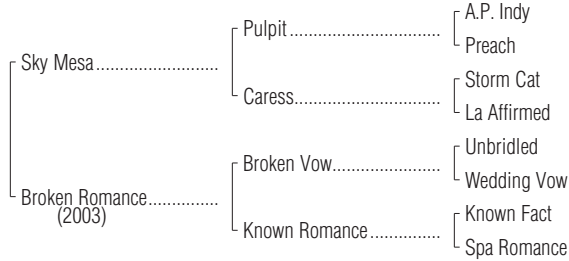 A.P. Indy
Pulpit
Preach
Sky Mesa
Storm Cat
Caress
La Affirmed
Unbridled
Broken Vow
Wedding Vow
Broken Romance
(2003)
Known Fact
Known Romance
Spa Romance